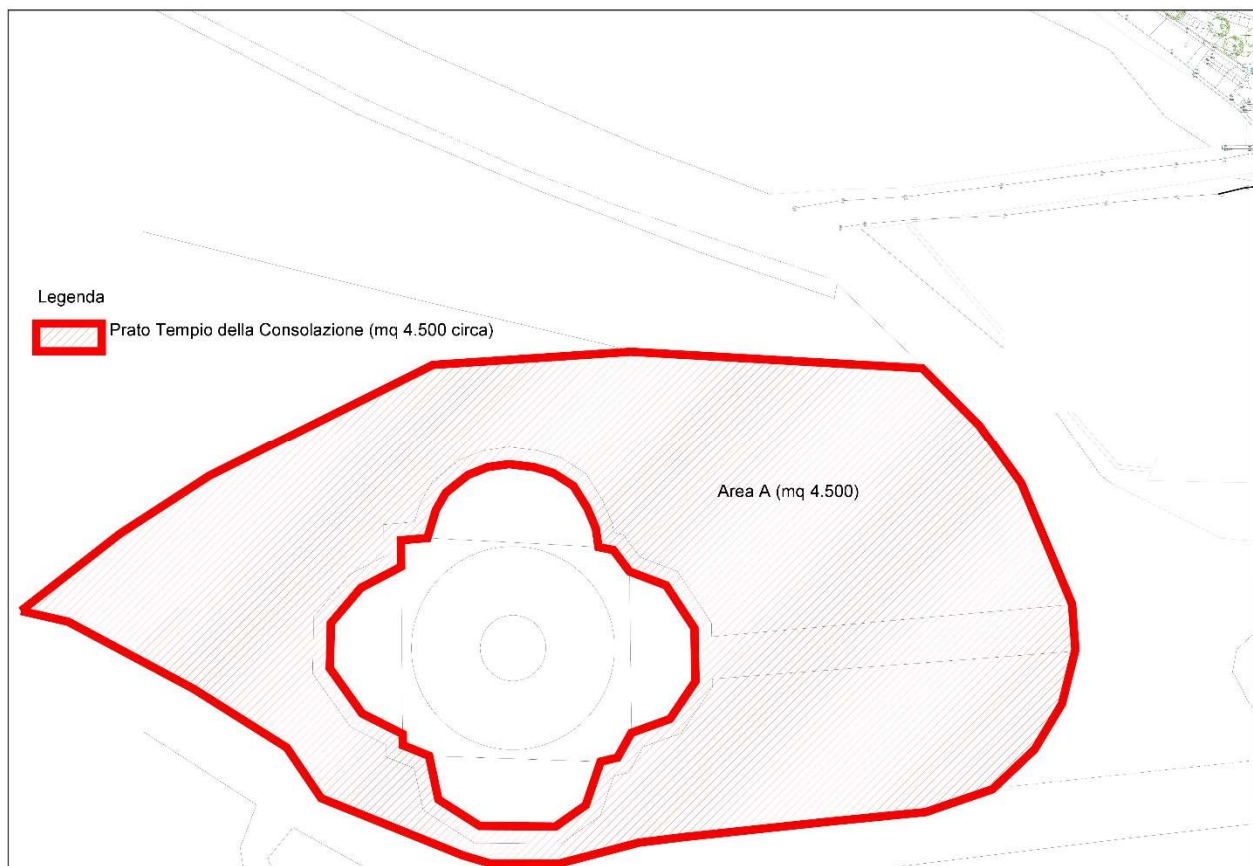 Legenda
Prato Tempio della Consolazione (mq 4.500 circa)
Area A (mq 4.500)